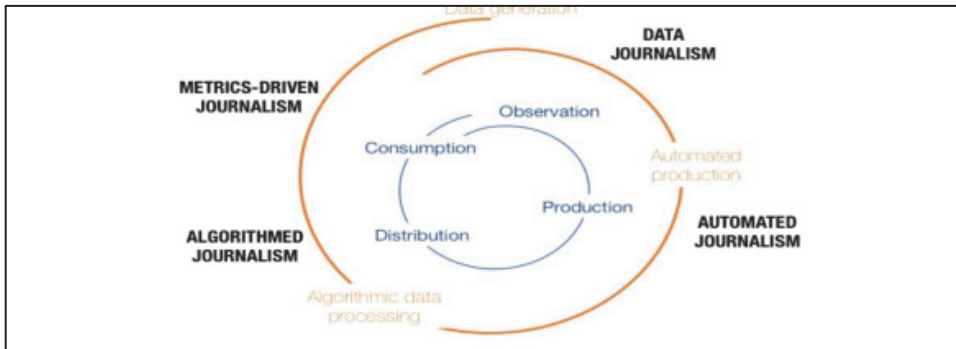 Data generation
DATA
JOURNALISM
METRICS-DRIVEN
JOURNALISM
Observation
Consumption
Automated
production
Production
AUTOMATED
JOURNALISM
Distribution
ALGORITHMED
JOURNALISM
Algorithmic data
processing